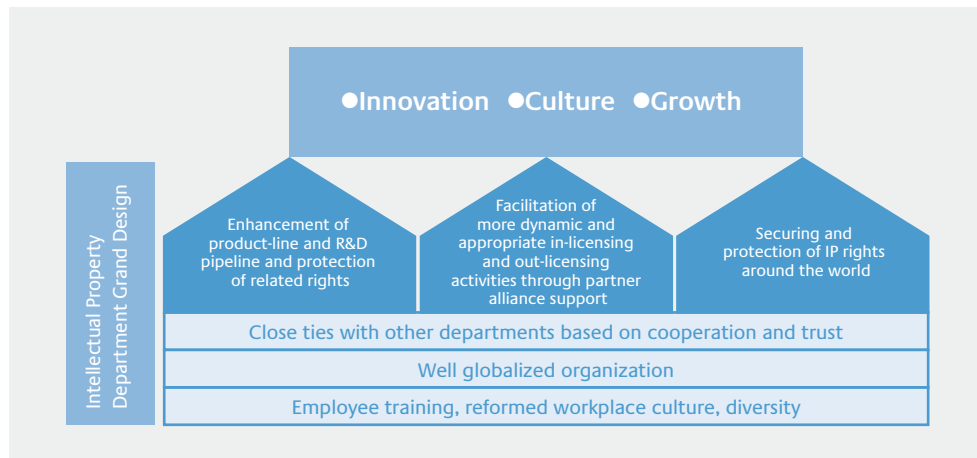 ●Innovation ●Culture ●Growth
Intellectual Property
Department Grand Design
Enhancement of
product-line and R&D
pipeline and protection
of related rights
Facilitation of
more dynamic and
appropriate in-licensing
and out-licensing
activities through partner
alliance support
Securing and
protection of IP rights
around the world
Close ties with other departments based on cooperation and trust
Well globalized organization
Employee training, reformed workplace culture, diversity